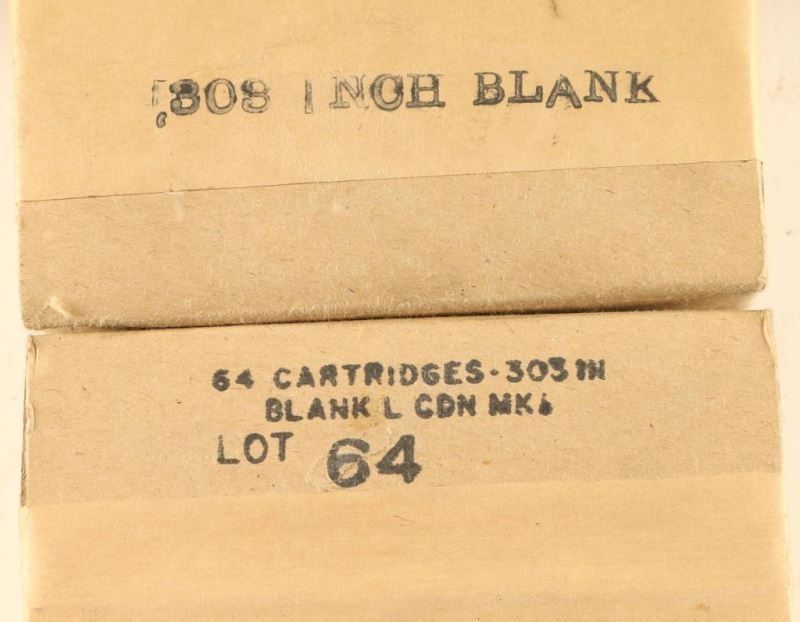 .303 INCH BLANK
64 CARTRIDGES .303 IN
BLANK L CDN MK6
LOT 64